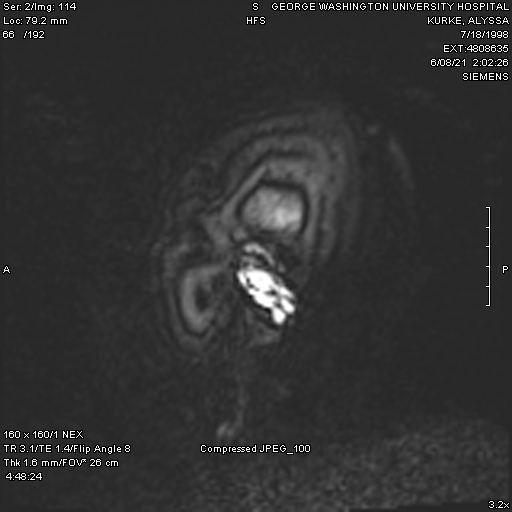 Ser: 2/Img: 114
Loc: 79.2 mm
66 /192
S
HFS
GEORGE WASHINGTON UNIVERSITY HOSPITAL
KURKE, ALYSSA
7/18/1998
EXT:4808635
6/08/21 2:02:26
SIEMENS
A
P
160 x 160/1 NEX
TR 3.1/TE 1.4/Flip Angle 8
Thk 1.6 mm/FOV* 26 cm
4:48:24
Compressed JPEG_100
3.2x